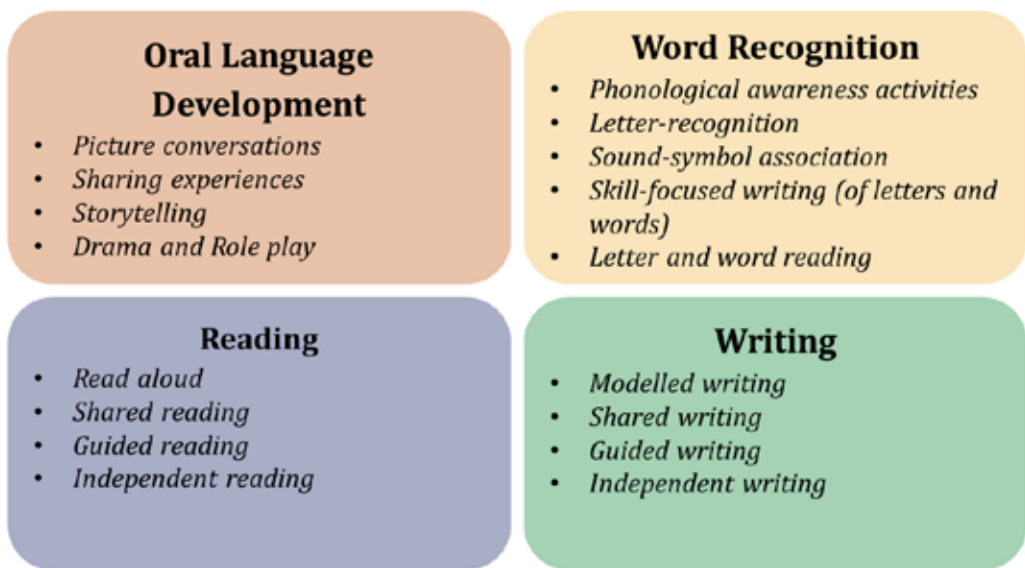 Oral Language
Development
• Picture conversations
• Sharing experiences
• Storytelling
• Drama and Role play
Word Recognition
• Phonological awareness activities
• Letter-recognition
• Sound-symbol association
• Skill-focused writing (of letters and
words)
• Letter and word reading
Reading
• Read aloud
• Shared reading
• Guided reading
• Independent reading
Writing
• Modelled writing
• Shared writing
• Guided writing
• Independent writing